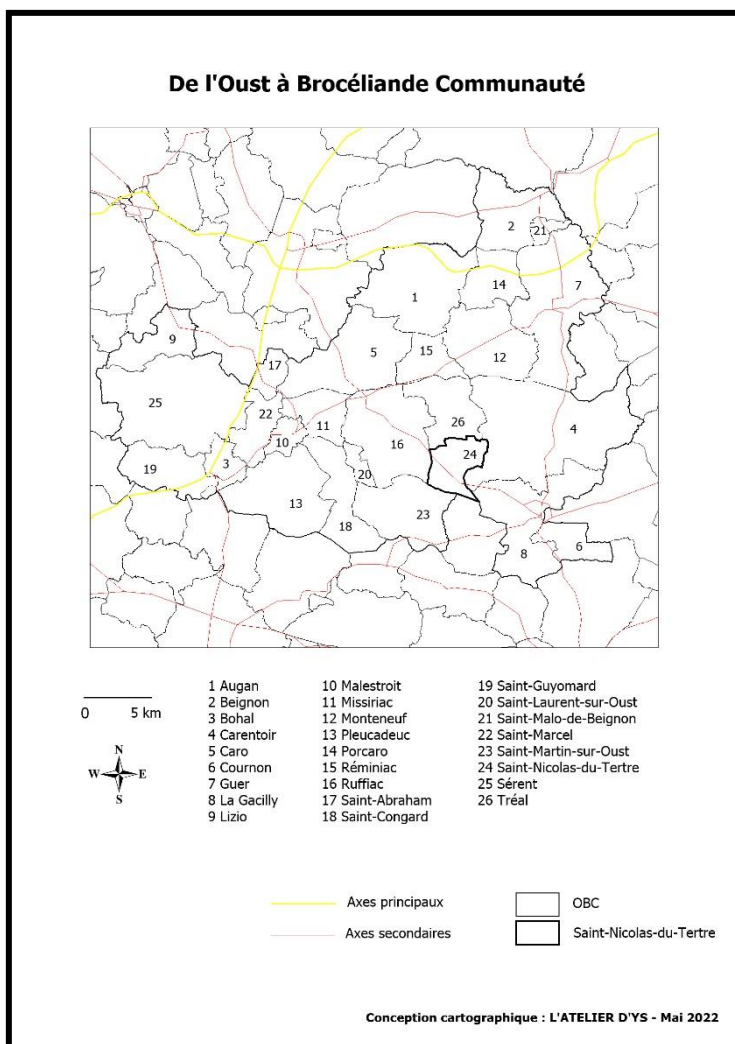 De l'Oust à Brocéliande Communauté
2
21
14
7
1
9
5
15
12
17
25
22
11
26
4
10
16
24
19
3
20
13
23
18
8
6
0 5 km
N
W E
S
1 Augan
2 Beignon
3 Bohal
4 Carentoir
5 Caro
6 Cournon
7 Guer
8 La Gacilly
9 Lizio
10 Malestroit
11 Missiriac
12 Monteneuf
13 Pleucadeuc
14 Porcaro
15 Réminiac
16 Ruffiac
17 Saint-Abraham
18 Saint-Congard
19 Saint-Guyomard
20 Saint-Laurent-sur-Oust
21 Saint-Malo-de-Beignon
22 Saint-Marcel
23 Saint-Martin-sur-Oust
24 Saint-Nicolas-du-Tertre
25 Sérent
26 Tréal
Axes principaux
Axes secondaires
OBC
Saint-Nicolas-du-Tertre
Conception cartographique : L'ATELIER D'YS - Mai 2022